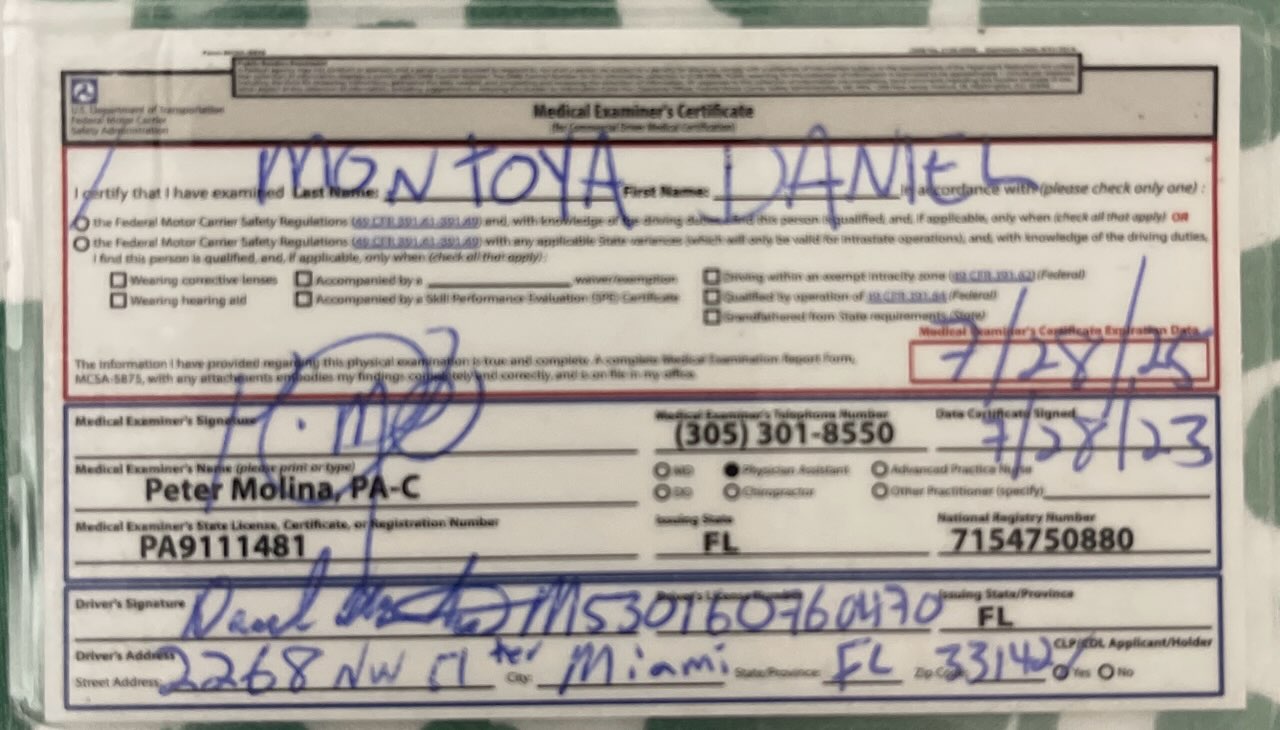 U.S. Department of Transportation
Federal Motor Carrier
Safety Administration
Medical Examiner's Certificate
(for Commercial Driver Medical Certification)
I certify that I have examined Last Name: MONTOYA First Name: DANIEL in accordance with (please check only one) :
the Federal Motor Carrier Safety Regulations (49 CFR 391.41-391.49) and, with knowledge of the driving duties, find this person is qualified, and, if applicable, only when (check all that apply) OR
the Federal Motor Carrier Safety Regulations (49 CFR 391.41-391.49) with any applicable State variances (which will only be valid for intrastate operations), and, with knowledge of the driving duties,
I find this person is qualified, and, if applicable, only when (check all that apply) :
Wearing corrective lenses Accompanied by a waiver/exemption Driving within an exempt intracity zone (49 CFR 391.62) (Federal)
Wearing hearing aid Accompanied by a Skill Performance Evaluation (SPE) Certificate Qualified by operation of 49 CFR 391.64 (Federal)
Grandfathered from State requirements (State)
Medical Examiner's Certificate Expiration Date
7/28/25
The information I have provided regarding this physical examination is true and complete. A complete Medical Examination Report Form,
MCSA-5875, with any attachments embodies my findings completely and correctly, and is on file in my office.
Medical Examiner's Signature Medical Examiner's Telephone Number Date Certificate Signed
(305) 301-8550 7/28/23
Medical Examiner's Name (please print or type) MD Physician Assistant Advanced Practice Nurse
Peter Molina, PA-C DO Chiropractor Other Practitioner (specify)
Medical Examiner's State License, Certificate, or Registration Number Issuing State National Registry Number
PA9111481 FL 7154750880
Driver's Signature M530160760470 Issuing State/Province
FL
Driver's Address CLP/CDL Applicant/Holder
Street Address: 2268 NW 51 ter City: Miami State/Province: FL Zip Code: 33142 Yes No